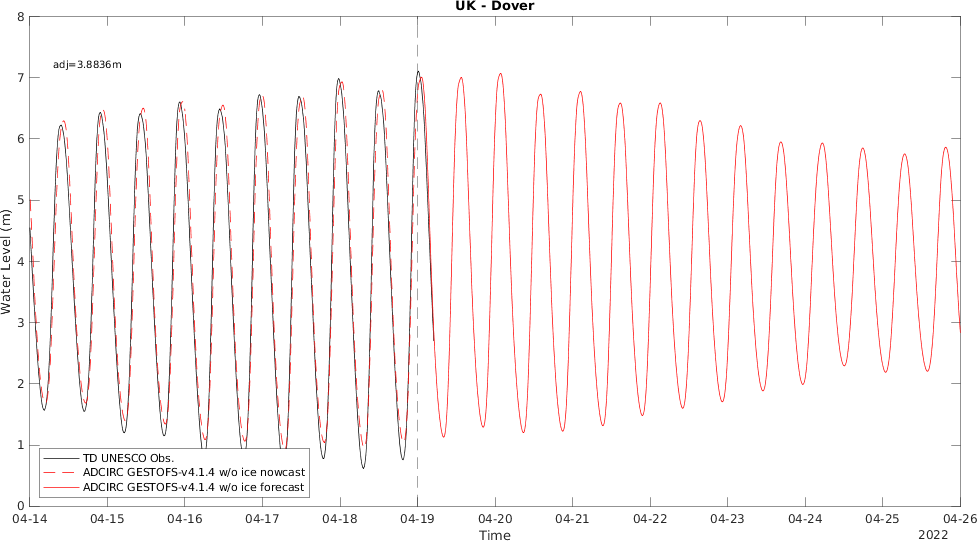 UK - Dover
8
7
6
5
4
3
2
1
0
adj=3.8836m
Water Level (m)
TD UNESCO Obs.
ADCIRC GESTOFS-v4.1.4 w/o ice nowcast
ADCIRC GESTOFS-v4.1.4 w/o ice forecast
04-14 04-15 04-16 04-17 04-18 04-19 04-20 04-21 04-22 04-23 04-24 04-25 04-26
Time
2022